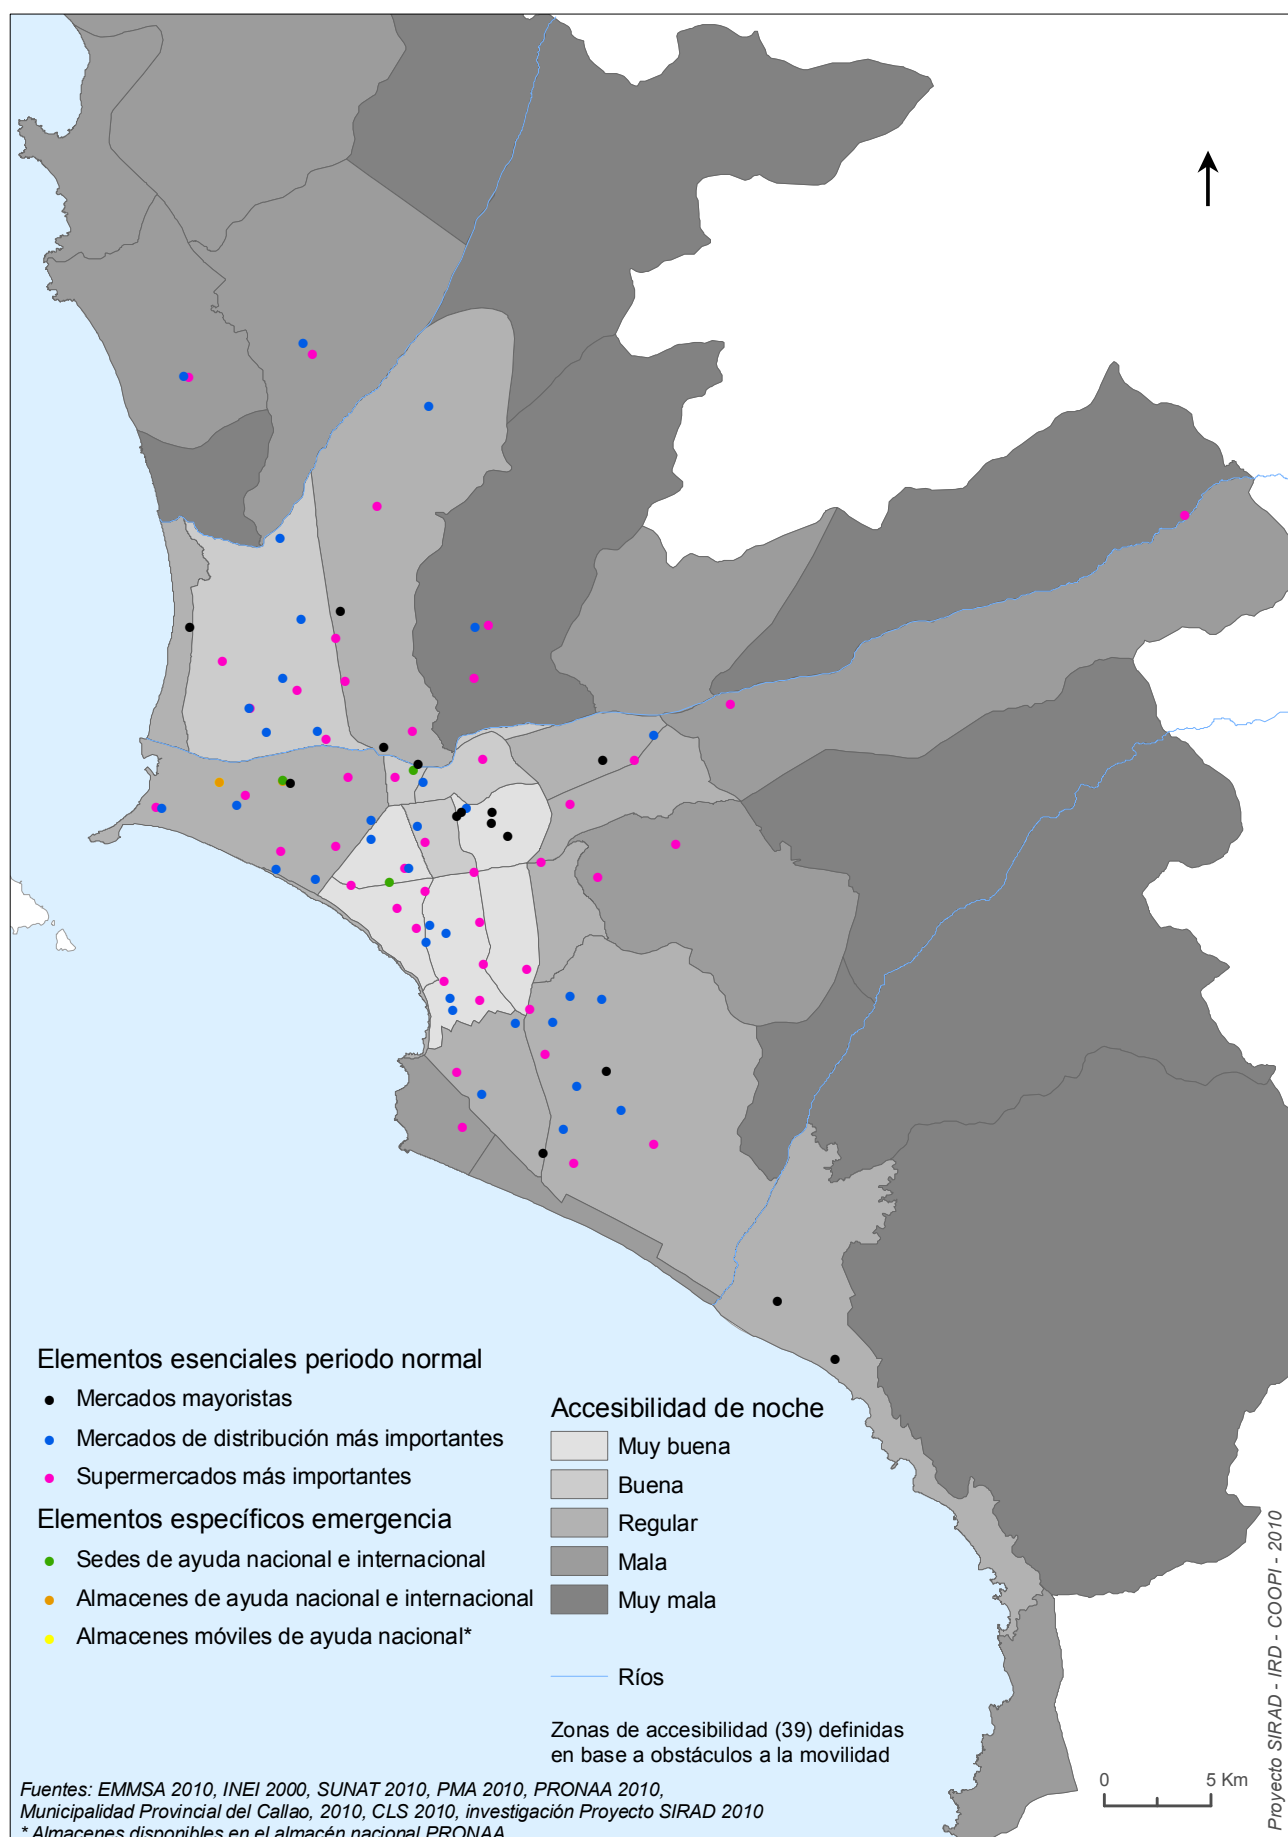 Elementos esenciales periodo normal
Mercados mayoristas
Mercados de distribución más importantes
Supermercados más importantes
Elementos específicos emergencia
Sedes de ayuda nacional e internacional
Almacenes de ayuda nacional e internacional
Almacenes móviles de ayuda nacional*
Accesibilidad de noche
Muy buena
Buena
Regular
Mala
Muy mala
Ríos
Zonas de accesibilidad (39) definidas
en base a obstáculos a la movilidad
0 5 Km
Proyecto SIRAD - IRD - COOPI - 2010
Fuentes: EMMSA 2010, INEI 2000, SUNAT 2010, PMA 2010, PRONAA 2010,
Municipalidad Provincial del Callao, 2010, CLS 2010, investigación Proyecto SIRAD 2010
* Almacenes disponibles en el almacén nacional PRONAA